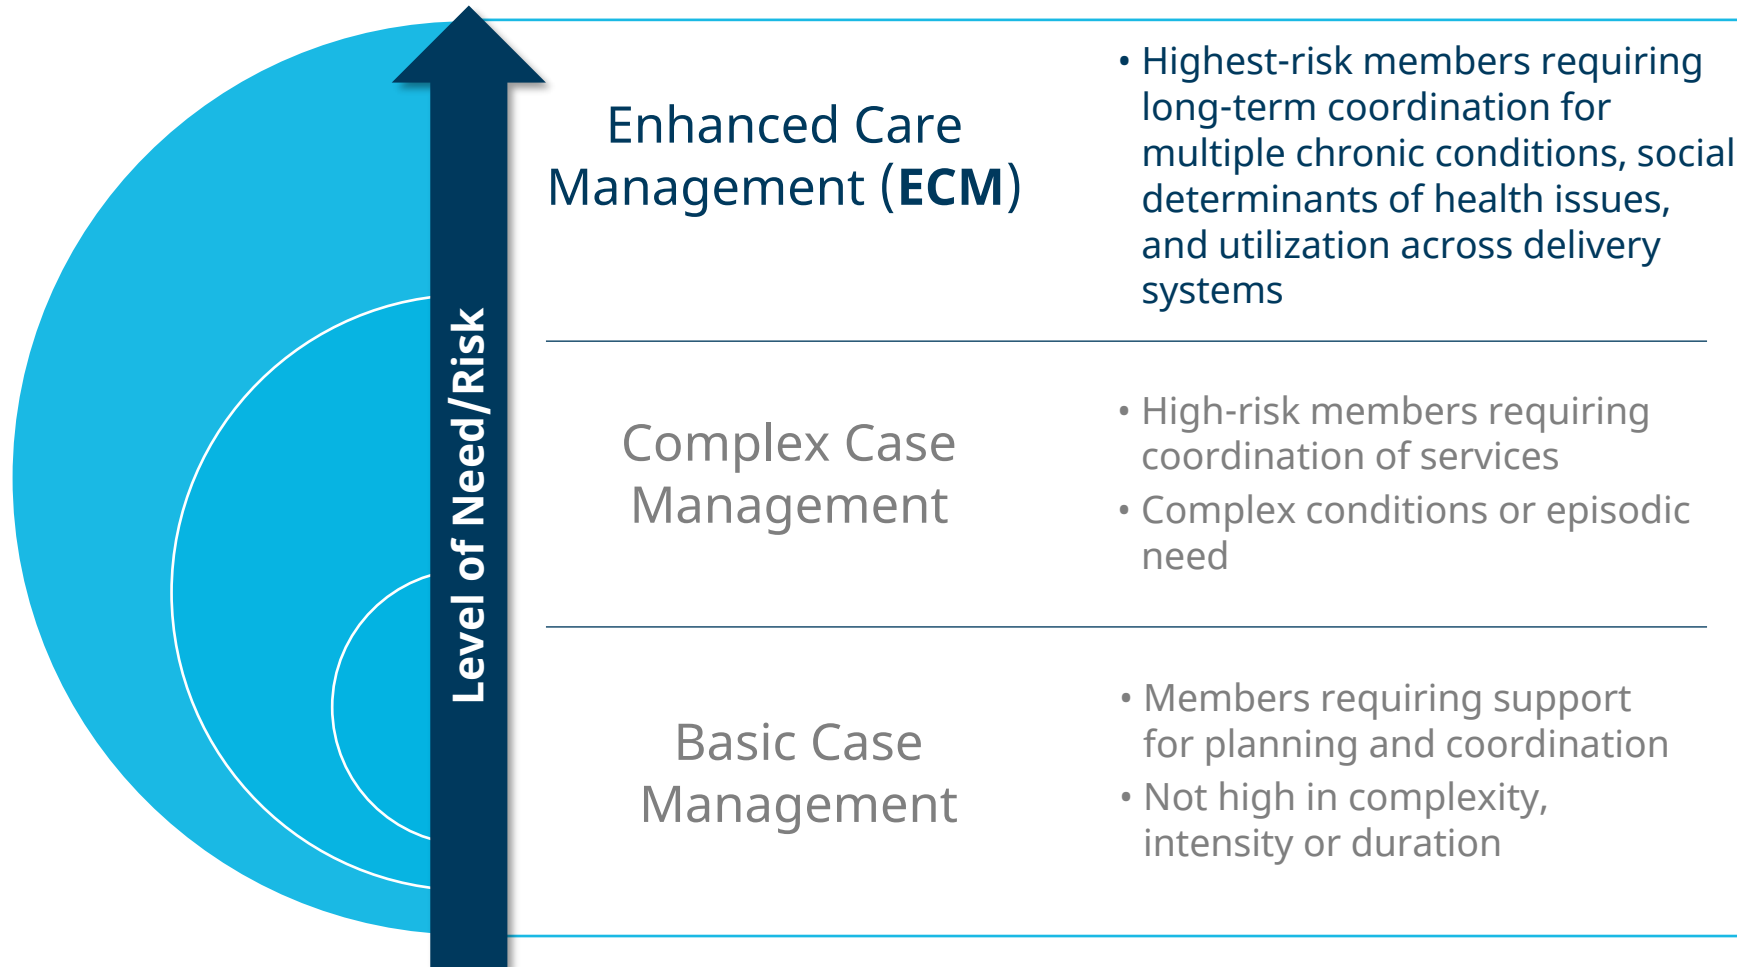 Level of Need/Risk
Enhanced Care
Management (ECM)
• Highest-risk members requiring
long-term coordination for
multiple chronic conditions, social
determinants of health issues,
and utilization across delivery
systems
Complex Case
Management
• High-risk members requiring
coordination of services
• Complex conditions or episodic
need
Basic Case
Management
• Members requiring support
for planning and coordination
• Not high in complexity,
intensity or duration